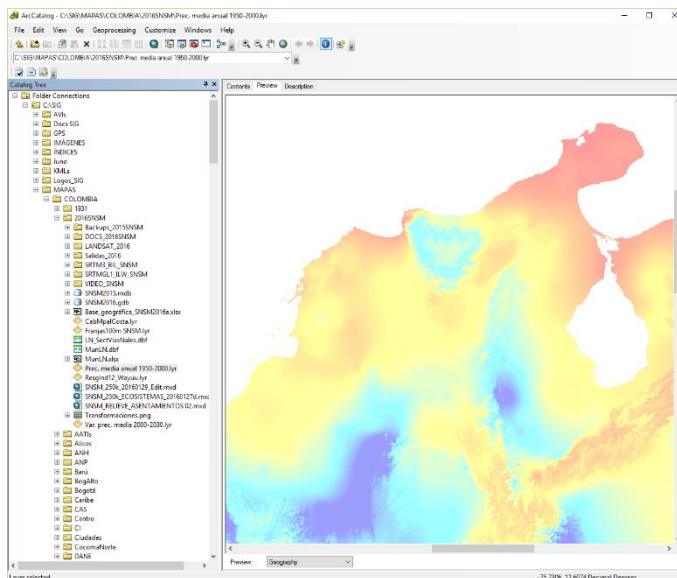 ArcCatalog - C:\SIG\MAPAS\COLOMBIA\2016SNSM\Prec. media anual 1950-2000.lyr
File Edit View Go Geoprocessing Customize Windows Help
C:\SIG\MAPAS\COLOMBIA\2016SNSM\Prec. media anual 1950-2000.lyr
Catalog Tree
Contents Preview Description
Folder Connections
C:\SIG
AVIs
Docs SIG
GPS
IMÁGENES
ÍNDICES
Juno
KMLs
Logos_SIG
MAPAS
COLOMBIA
1931
2016SNSM
Backups_2015SNSM
DOCS_2016SNSM
LANDSAT_2016
Salidas_2016
SRTM3_BIL_SNSM
SRTMGL1_ILW_SNSM
VIDEO_SNSM
SNSM2015.mdb
SNSM2016.gdb
Base_geográfica_SNSM2016a.xlsx
CabMpalCosta.lyr
Franjas100m SNSM.lyr
LN_SectVíasNales.dbf
MunLN.dbf
MunLN.xlsx
Prec. media anual 1950-2000.lyr
ResgInd12_Wayuu.lyr
SNSM_250k_20160129_Edit.mxd
SNSM_250k_ECOSISTEMAS_20160127d.mxd
SNSM_RELIEVE_ASENTAMIENTOS 02.mxd
Transformaciones.png
Var. prec. media 2000-2030.lyr
AATIs
Alisos
ANH
ANP
Barú
BogAlto
Bogotá
Caribe
CAS
Centro
CI
Ciudades
CocomaNorte
DANE
Preview: Geography
Layer selected
-75,7206 12,6074 Decimal Degrees